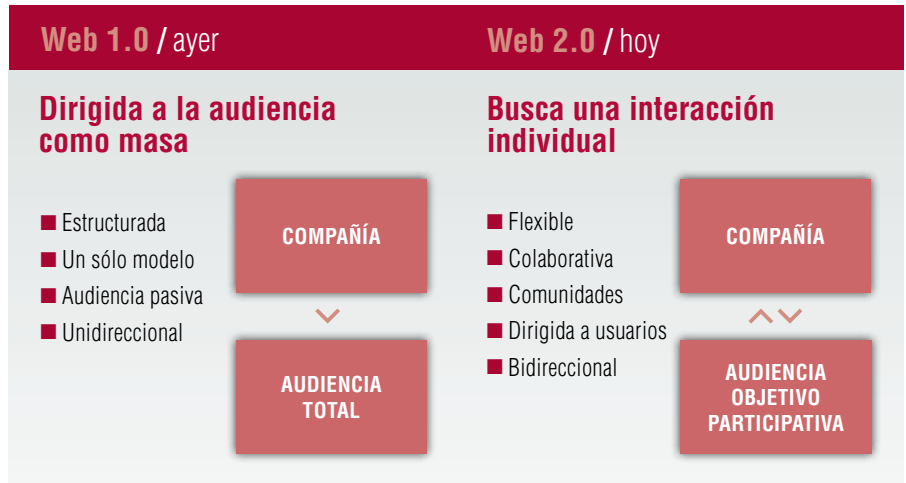 Web 1.0 / ayer
Dirigida a la audiencia
como masa
■ Estructurada
■ Un sólo modelo
■ Audiencia pasiva
■ Unidireccional
COMPAÑÍA
AUDIENCIA
TOTAL
Web 2.0 / hoy
Busca una interacción
individual
■ Flexible
■ Colaborativa
■ Comunidades
■ Dirigida a usuarios
■ Bidireccional
COMPAÑÍA
AUDIENCIA
OBJETIVO
PARTICIPATIVA